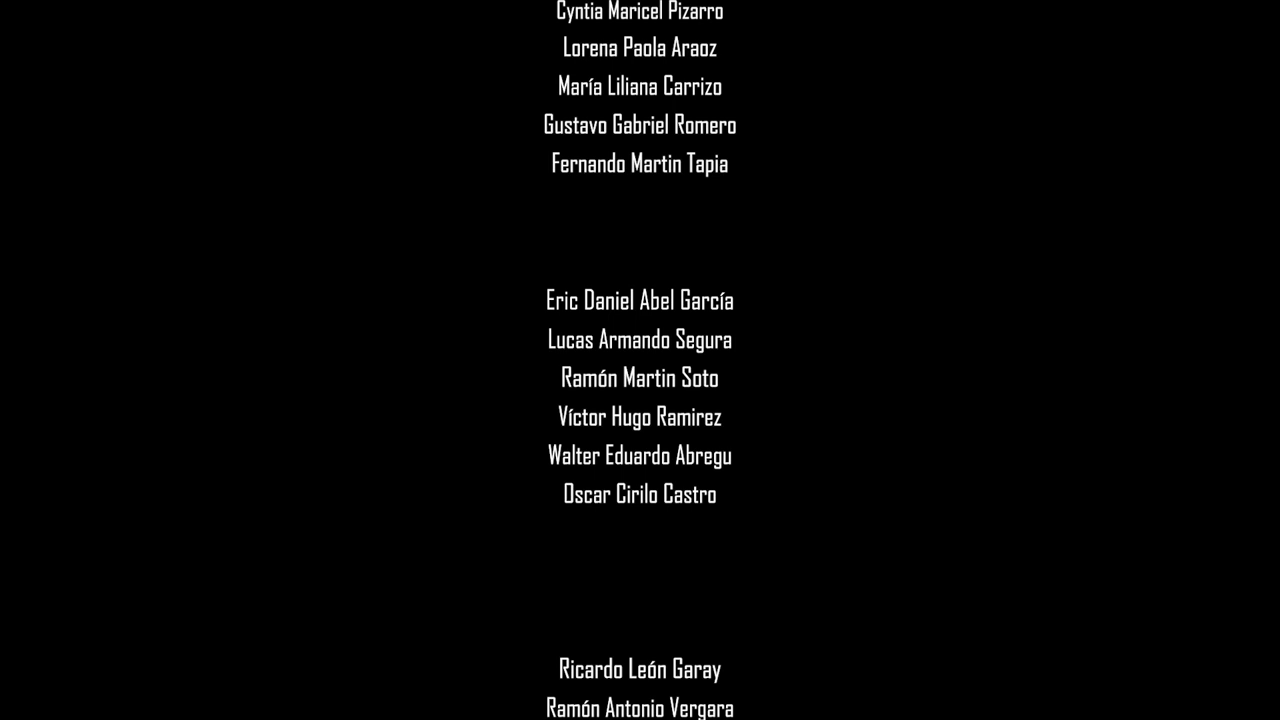 Cyntia Maricel Pizarro
Lorena Paola Araoz
María Liliana Carrizo
Gustavo Gabriel Romero
Fernando Martin Tapia
Eric Daniel Abel García
Lucas Armando Segura
Ramón Martin Soto
Víctor Hugo Ramirez
Walter Eduardo Abregu
Oscar Cirilo Castro
Ricardo León Garay
Ramón Antonio Vergara